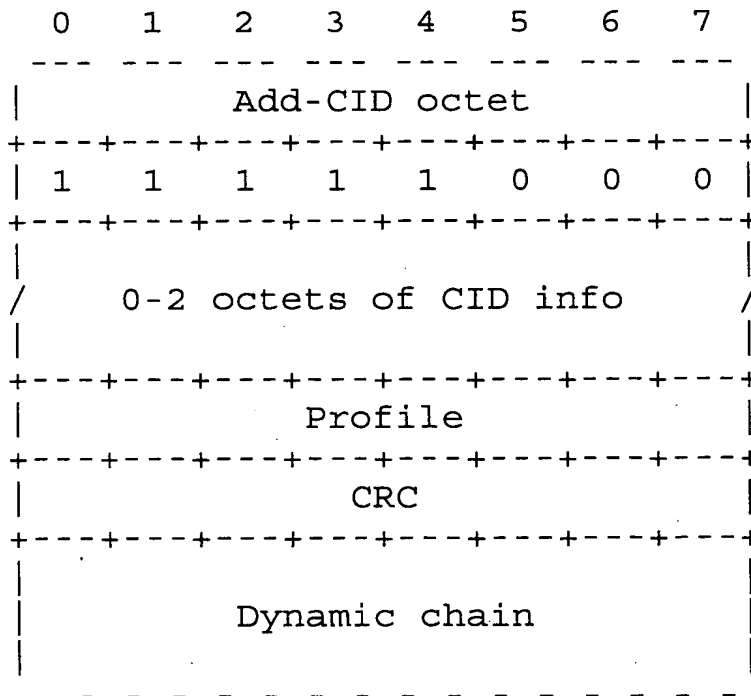 0 1 2 3 4 5 6 7
--- --- --- --- --- --- --- ---
| Add-CID octet |
+---+---+---+---+---+---+---+---+
| 1 1 1 1 1 0 0 0 |
+---+---+---+---+---+---+---+---+
|                               |
/ 0-2 octets of CID info /
|                               |
+---+---+---+---+---+---+---+---+
| Profile |
+---+---+---+---+---+---+---+---+
| CRC |
+---+---+---+---+---+---+---+---+
|                               |
| Dynamic chain |
|                               |
- - - - - - - - - - - - - - - -